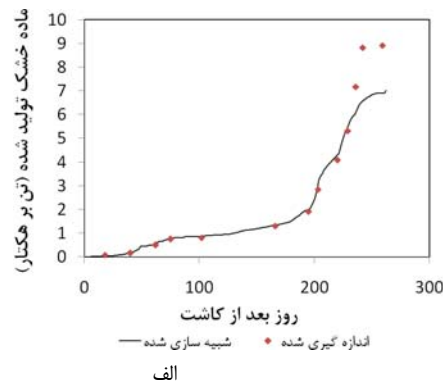 ماده خشک تولید شده (تن بر هکتار)
10
9
8
7
6
5
4
3
2
1
0
0 100 200 300
روز بعد از کاشت
اندازه گیری شده شبیه سازی شده
الف